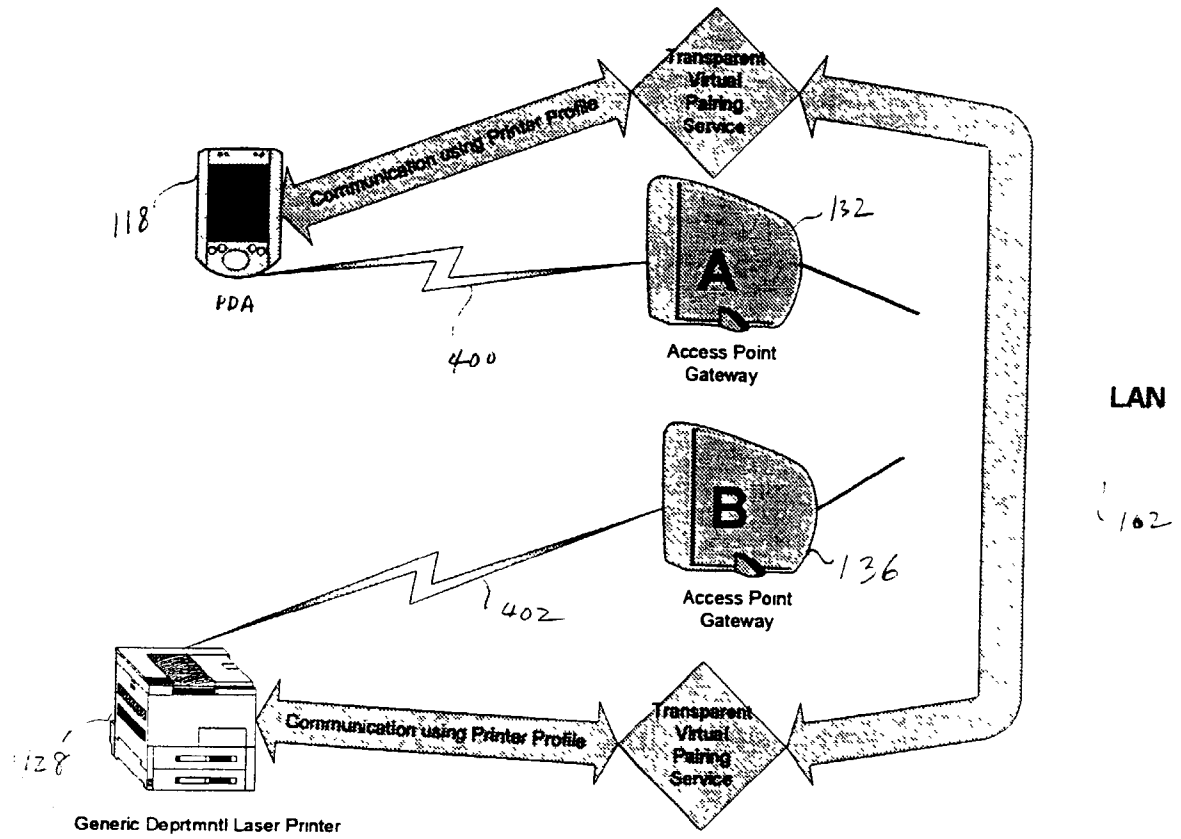 Transparent
Virtual
Pairing
Service
Communication using Printer Profile
118
PDA
132
A
400
Access Point
Gateway
LAN
102
B
136
402
Access Point
Gateway
Communication using Printer Profile
Transparent
Virtual
Pairing
Service
128
Generic Deprtmntl Laser Printer